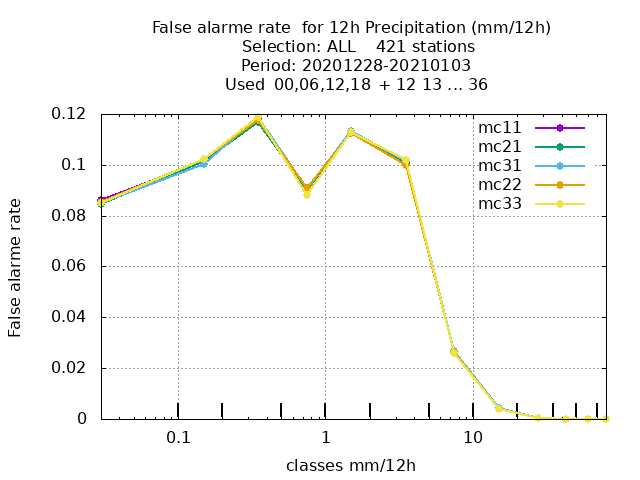 False alarme rate  for 12h Precipitation (mm/12h)
Selection: ALL    421 stations
Period: 20201228-20210103
Used  00,06,12,18  + 12 13 ... 36
0.12
0.1
0.08
0.06
0.04
0.02
0
False alarme rate
mc11
mc21
mc31
mc22
mc33
0.1 1 10
classes mm/12h